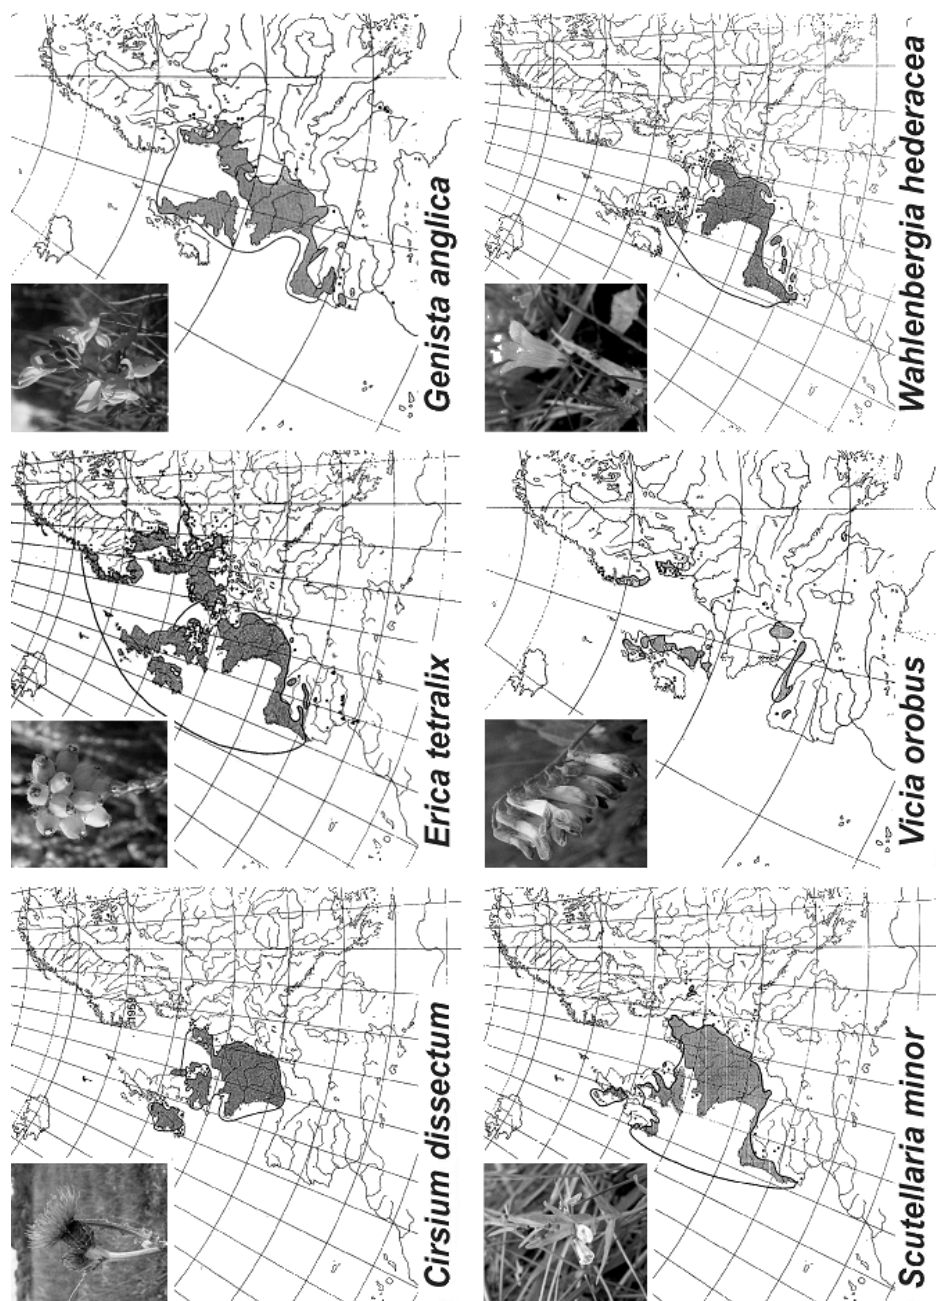 Cirsium dissectum
Erica tetralix
Genista anglica
Scutellaria minor
Vicia orobus
Wahlenbergia hederacea